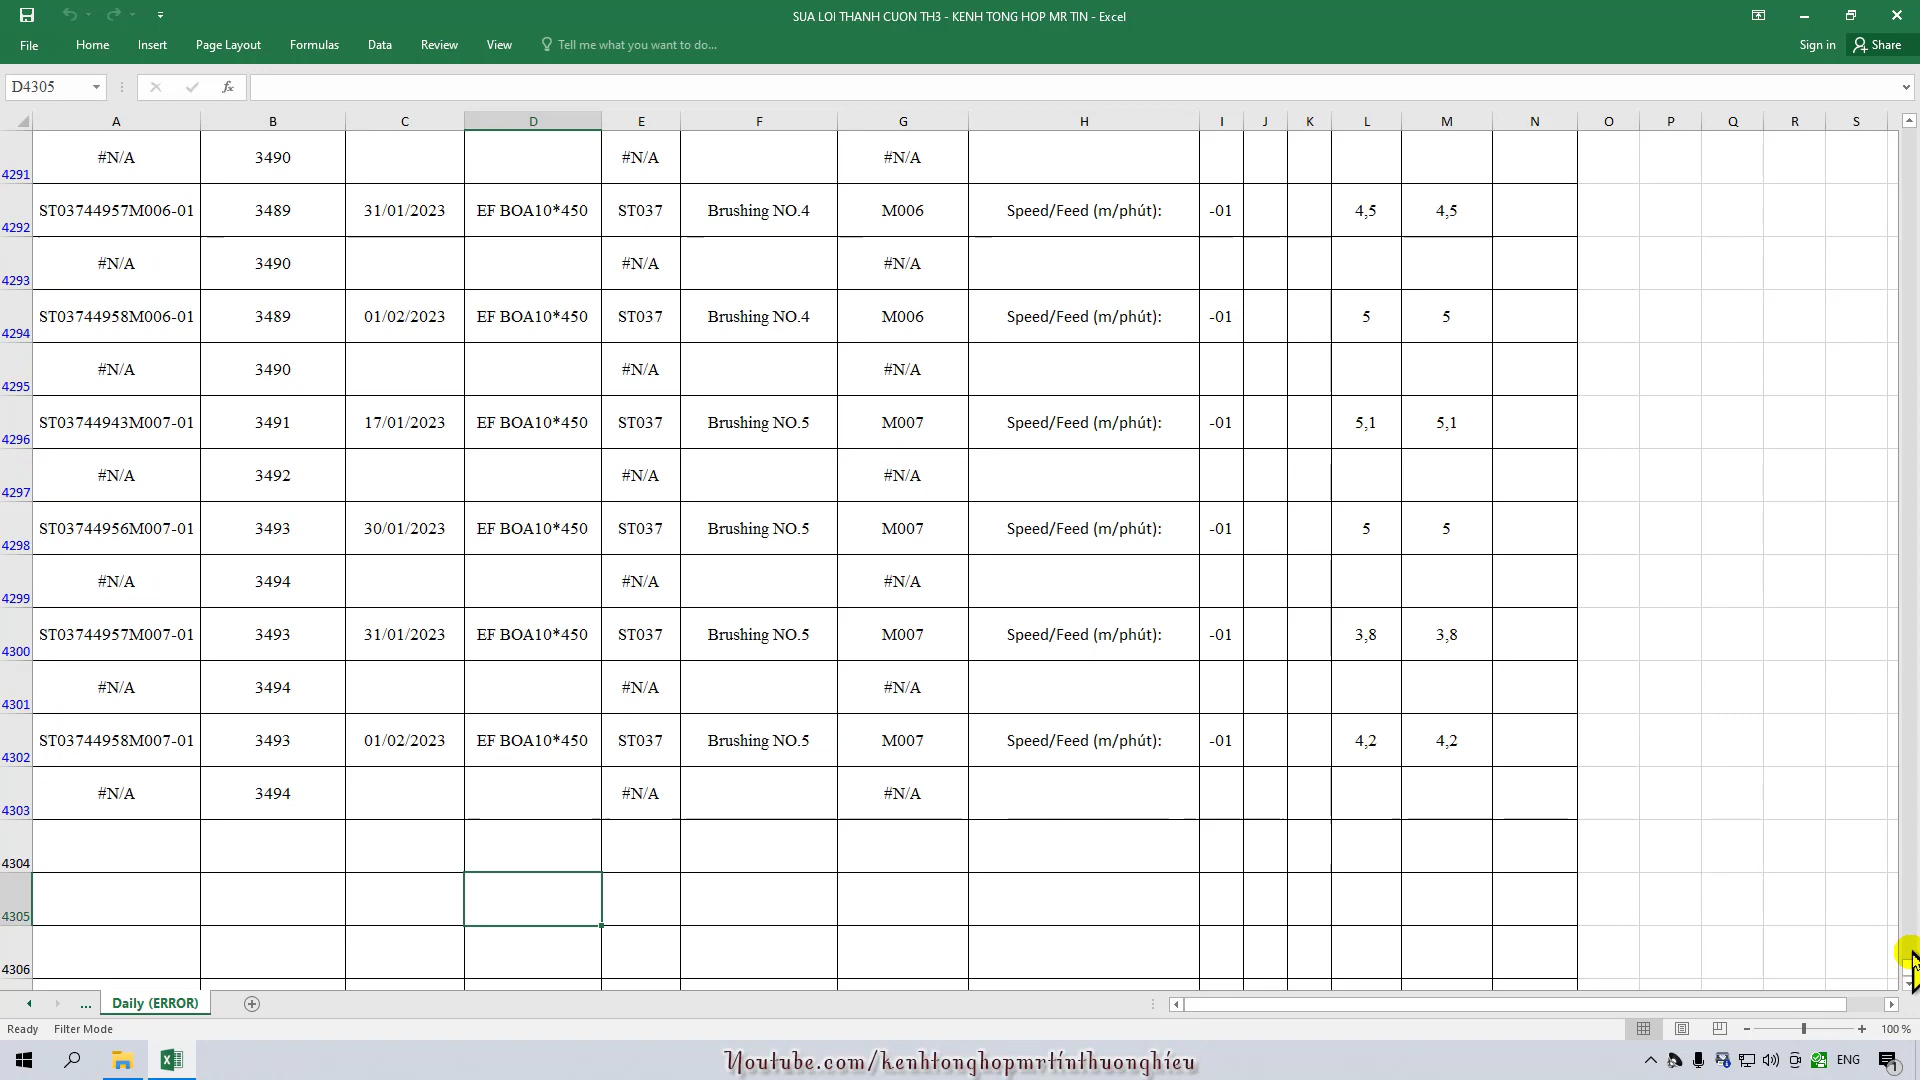 SUA LOI THANH CUON TH3 - KENH TONG HOP MR TIN - Excel
File Home Insert Page Layout Formulas Data Review View Tell me what you want to do... Sign in Share
D4305 fx
A B C D E F G H I J K L M N O P Q R S
4291 #N/A 3490 #N/A #N/A
4292 ST03744957M006-01 3489 31/01/2023 EF BOA10*450 ST037 Brushing NO.4 M006 Speed/Feed (m/phút): -01 4,5 4,5
4293 #N/A 3490 #N/A #N/A
4294 ST03744958M006-01 3489 01/02/2023 EF BOA10*450 ST037 Brushing NO.4 M006 Speed/Feed (m/phút): -01 5 5
4295 #N/A 3490 #N/A #N/A
4296 ST03744943M007-01 3491 17/01/2023 EF BOA10*450 ST037 Brushing NO.5 M007 Speed/Feed (m/phút): -01 5,1 5,1
4297 #N/A 3492 #N/A #N/A
4298 ST03744956M007-01 3493 30/01/2023 EF BOA10*450 ST037 Brushing NO.5 M007 Speed/Feed (m/phút): -01 5 5
4299 #N/A 3494 #N/A #N/A
4300 ST03744957M007-01 3493 31/01/2023 EF BOA10*450 ST037 Brushing NO.5 M007 Speed/Feed (m/phút): -01 3,8 3,8
4301 #N/A 3494 #N/A #N/A
4302 ST03744958M007-01 3493 01/02/2023 EF BOA10*450 ST037 Brushing NO.5 M007 Speed/Feed (m/phút): -01 4,2 4,2
4303 #N/A 3494 #N/A #N/A
4304
4305
4306
... Daily (ERROR)
Ready Filter Mode 100 %
Youtube.com/kenhtonghopmrtinthuonghieu ENG 1